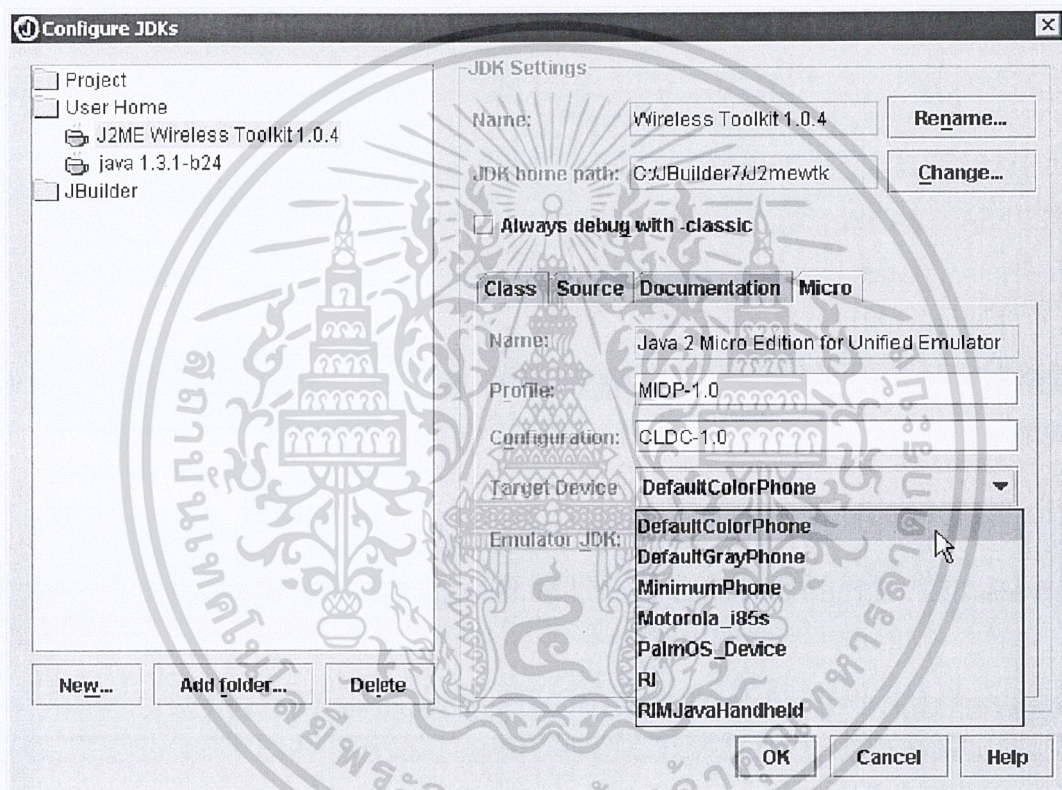 Configure JDKs
Project
User Home
J2ME Wireless Toolkit 1.0.4
java 1.3.1-b24
JBuilder
New...
Add folder...
Delete
JDK Settings
Name: Wireless Toolkit 1.0.4 Rename...
JDK home path: C:/JBuilder7/J2mewtk Change...
Always debug with -classic
Class Source Documentation Micro
Name: Java 2 Micro Edition for Unified Emulator
Profile: MIDP-1.0
Configuration: CLDC-1.0
Target Device DefaultColorPhone
Emulator JDK:
DefaultColorPhone
DefaultGrayPhone
MinimumPhone
Motorola_i85s
PalmOS_Device
RI
RIMJavaHandheld
OK Cancel Help